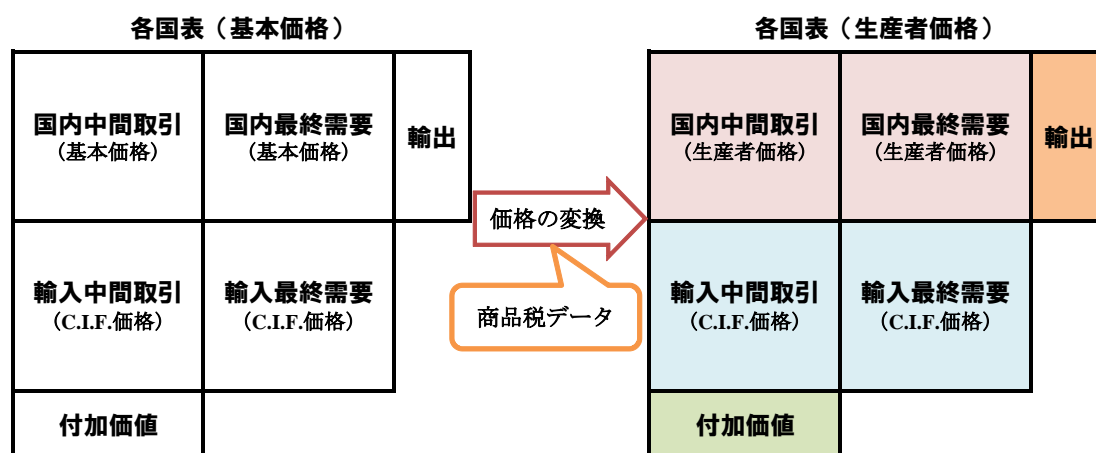 各国表（基本価格）
国内中間取引
（基本価格）
国内最終需要
（基本価格）
輸出
輸入中間取引
（C.I.F.価格）
輸入最終需要
（C.I.F.価格）
付加価値
価格の変換
商品税データ
各国表（生産者価格）
国内中間取引
（生産者価格）
国内最終需要
（生産者価格）
輸出
輸入中間取引
（C.I.F.価格）
輸入最終需要
（C.I.F.価格）
付加価値